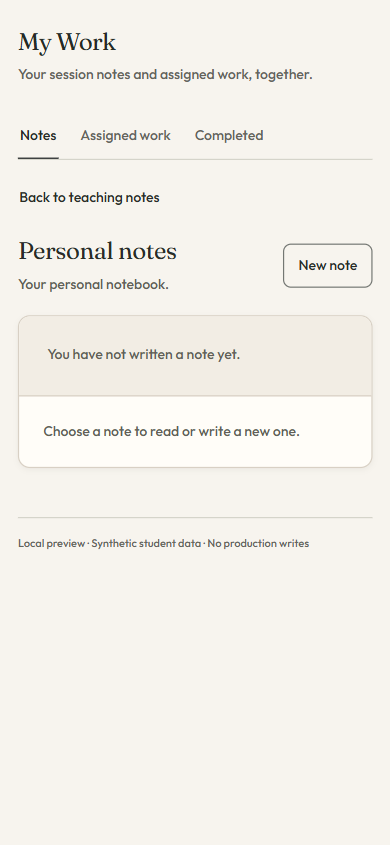 My Work
Your session notes and assigned work, together.
Notes
Assigned work
Completed
Back to teaching notes
Personal notes
Your personal notebook.
New note
You have not written a note yet.
Choose a note to read or write a new one.
Local preview · Synthetic student data · No production writes